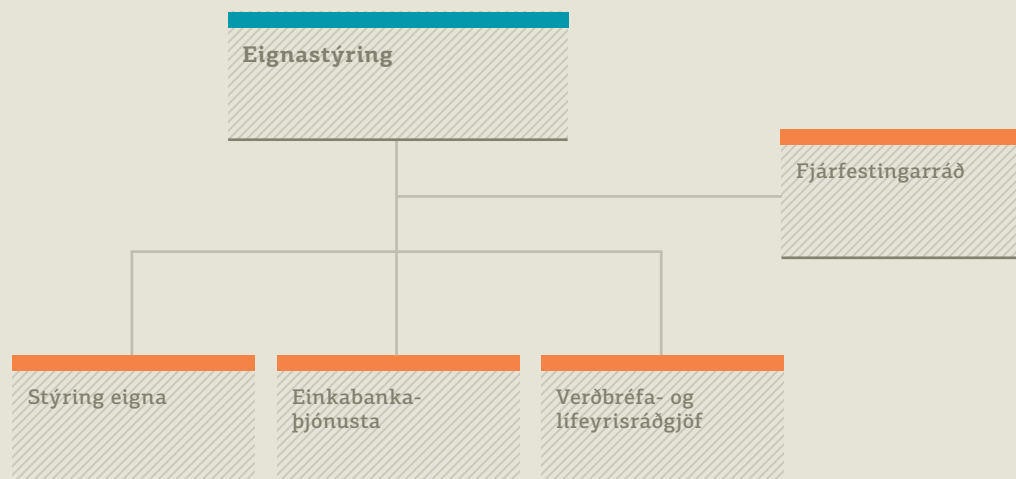 Eignastýring
Fjárfestingarráð
Stýring eigna
Einkabanka-
þjónusta
Verðbréfa- og
lífeyrisráðgjöf